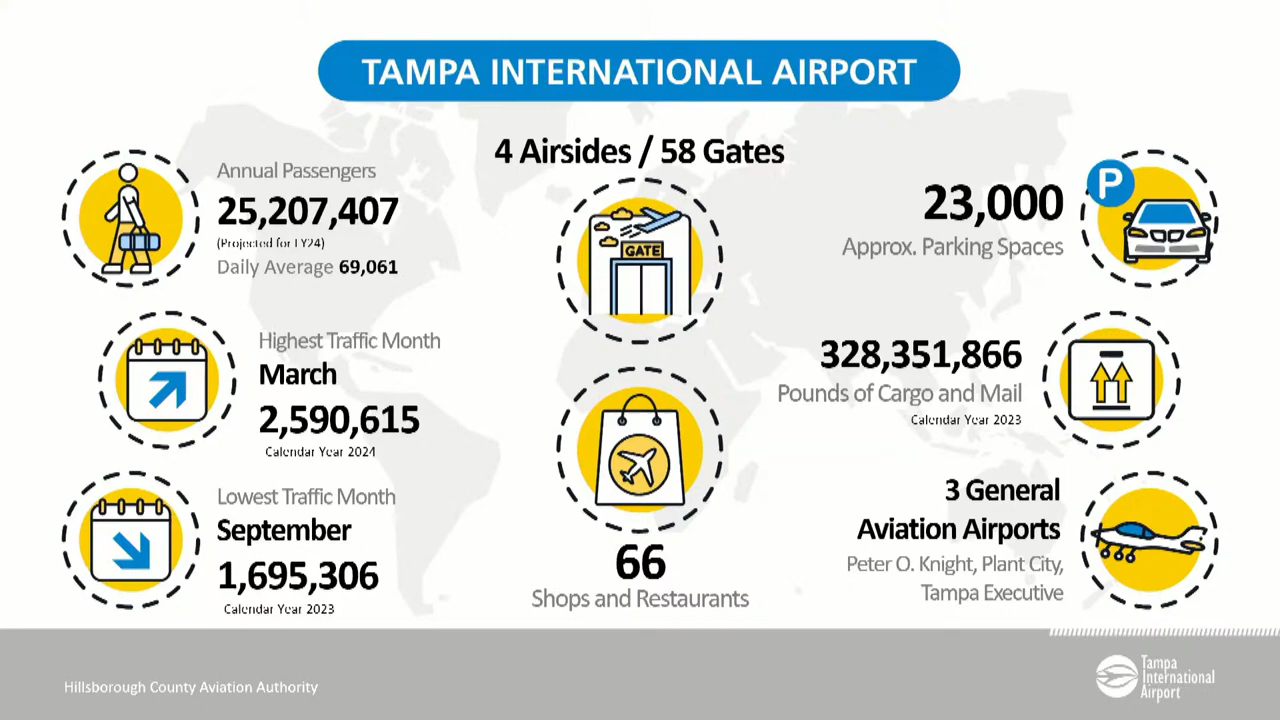 TAMPA INTERNATIONAL AIRPORT
Annual Passengers
25,207,407
(Projected for FY24)
Daily Average 69,061
Highest Traffic Month
March
2,590,615
Calendar Year 2024
Lowest Traffic Month
September
1,695,306
Calendar Year 2023
4 Airsides / 58 Gates
GATE
66
Shops and Restaurants
P
23,000
Approx. Parking Spaces
328,351,866
Pounds of Cargo and Mail
Calendar Year 2023
3 General
Aviation Airports
Peter O. Knight, Plant City,
Tampa Executive
Hillsborough County Aviation Authority
Tampa
International
Airport